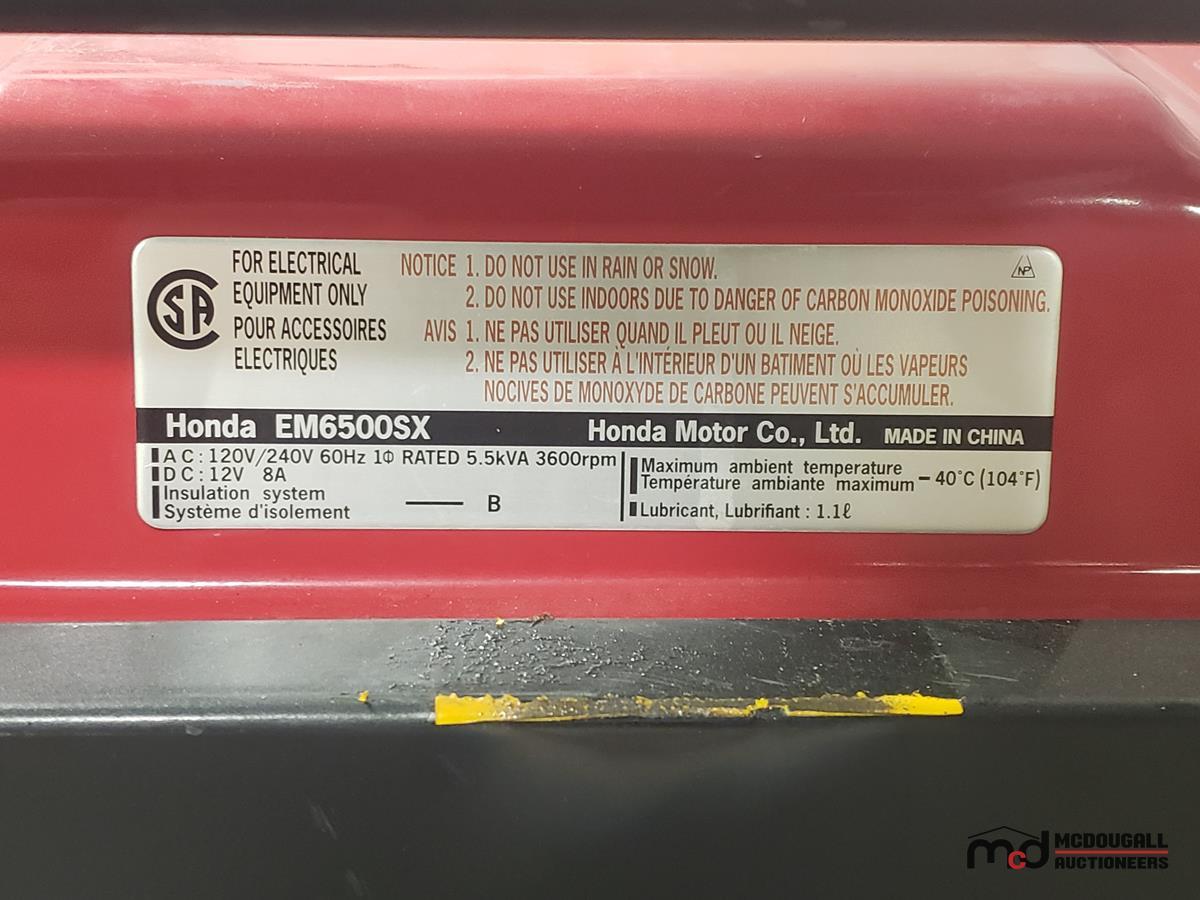 CSA
FOR ELECTRICAL
EQUIPMENT ONLY
POUR ACCESSOIRES
ELECTRIQUES
NOTICE 1. DO NOT USE IN RAIN OR SNOW.
2. DO NOT USE INDOORS DUE TO DANGER OF CARBON MONOXIDE POISONING.
AVIS 1. NE PAS UTILISER QUAND IL PLEUT OU IL NEIGE.
2. NE PAS UTILISER À L'INTÉRIEUR D'UN BATIMENT OÙ LES VAPEURS
NOCIVES DE MONOXYDE DE CARBONE PEUVENT S'ACCUMULER.
NP
Honda EM6500SX Honda Motor Co., Ltd. MADE IN CHINA
AC: 120V/240V 60Hz 1Φ RATED 5.5kVA 3600rpm
DC: 12V 8A
Insulation system
Système d'isolement — B
Maximum ambient temperature
Température ambiante maximum – 40°C (104°F)
Lubricant, Lubrifiant : 1.1ℓ
mcd MCDOUGALL
AUCTIONEERS